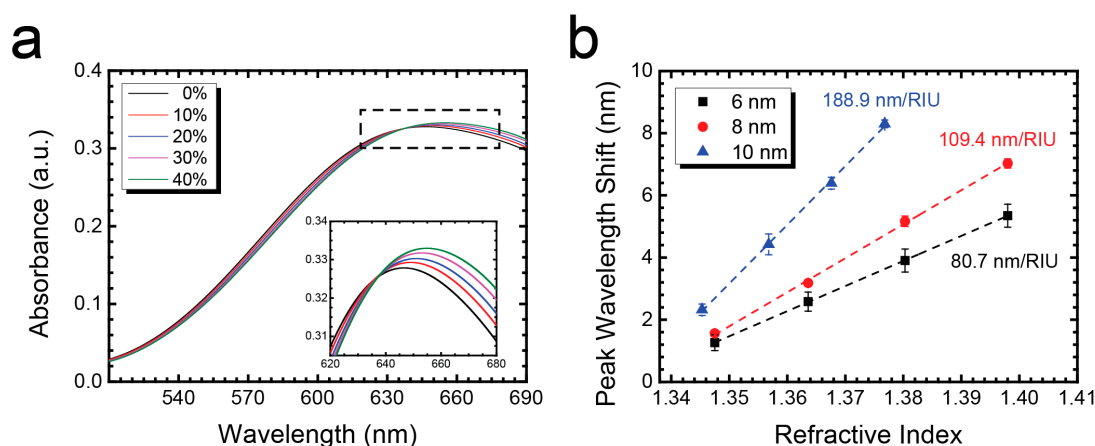 a
Absorbance (a.u.)
0.4
0.3
0.2
0.1
0.0
0%
10%
20%
30%
40%
0.34
0.33
0.32
0.31
620 640 660 680
540 570 600 630 660 690
Wavelength (nm)
b
Peak Wavelength Shift (nm)
10
8
6
4
2
0
6 nm
8 nm
10 nm
188.9 nm/RIU
109.4 nm/RIU
80.7 nm/RIU
1.34 1.35 1.36 1.37 1.38 1.39 1.40 1.41
Refractive Index